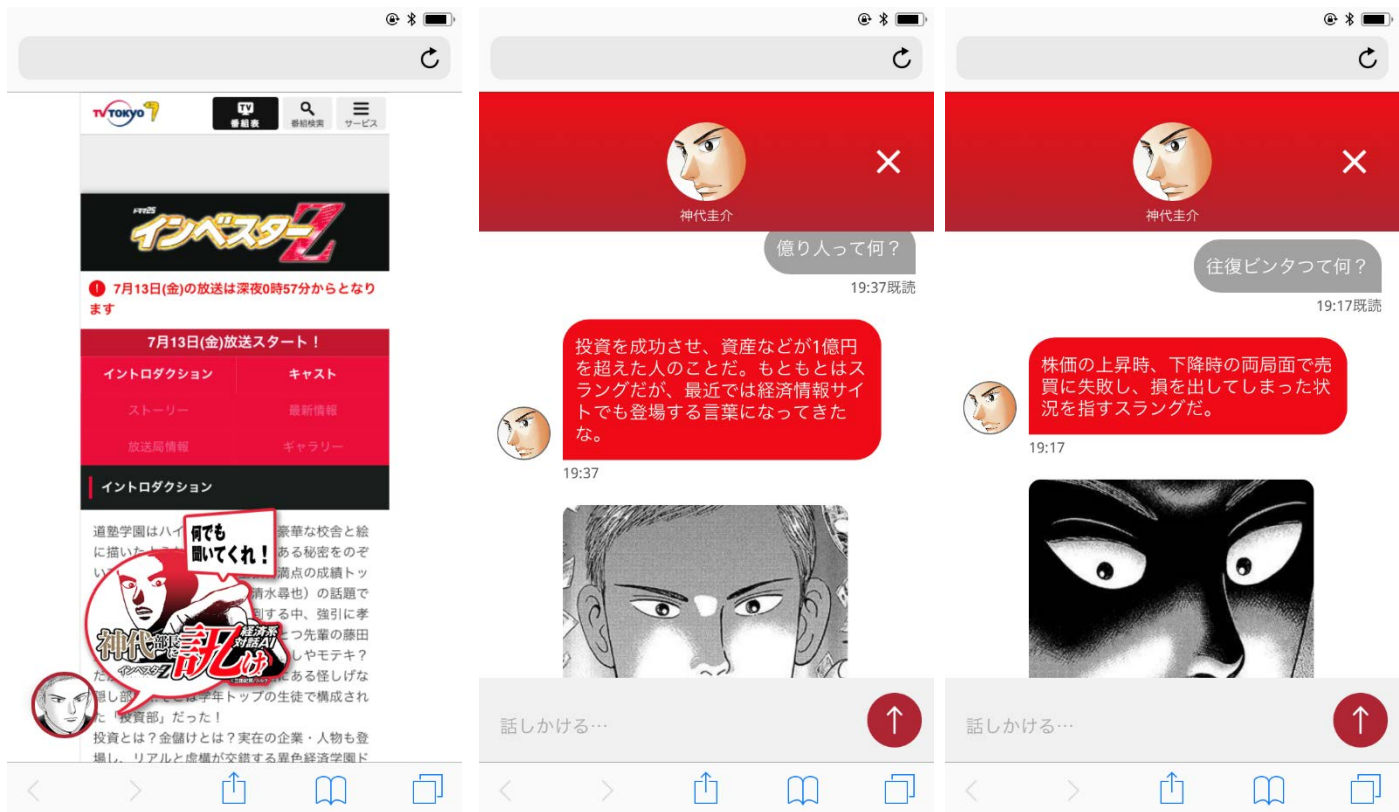 TV TOKYO
TV
番組表
番組検索
サービス
ドラマ25
インベスターZ
7月13日(金)の放送は深夜0時57分からとなり
ます
7月13日(金)放送スタート！
イントロダクション
キャスト
ストーリー
最新情報
放送局情報
ギャラリー
イントロダクション
道塾学園はハイ
豪華な校舎と絵
に描いた
ある秘密をのぞ
い
満点の成績トッ
清水尋也）の話題で
到する中、強引に孝
とつ先輩の藤田
しやモテキ？
た
にある怪しげな
隠し部
学年トップの生徒で構成され
た「投資部」だった！
投資とは？金儲けとは？実在の企業・人物も登
場し、リアルと虚構が交錯する異色経済学園ド
何でも
聞いてくれ！
神代部長に訊け
経済系
対話AI
インベスターZ
神代圭介
億り人って何？
19:37既読
投資を成功させ、資産などが1億円
を超えた人のことだ。もともとはス
ラングだが、最近では経済情報サイ
トでも登場する言葉になってきた
な。
19:37
話しかける…
神代圭介
往復ビンタつて何？
19:17既読
株価の上昇時、下降時の両局面で売
買に失敗し、損を出してしまった状
況を指すスラングだ。
19:17
話しかける…